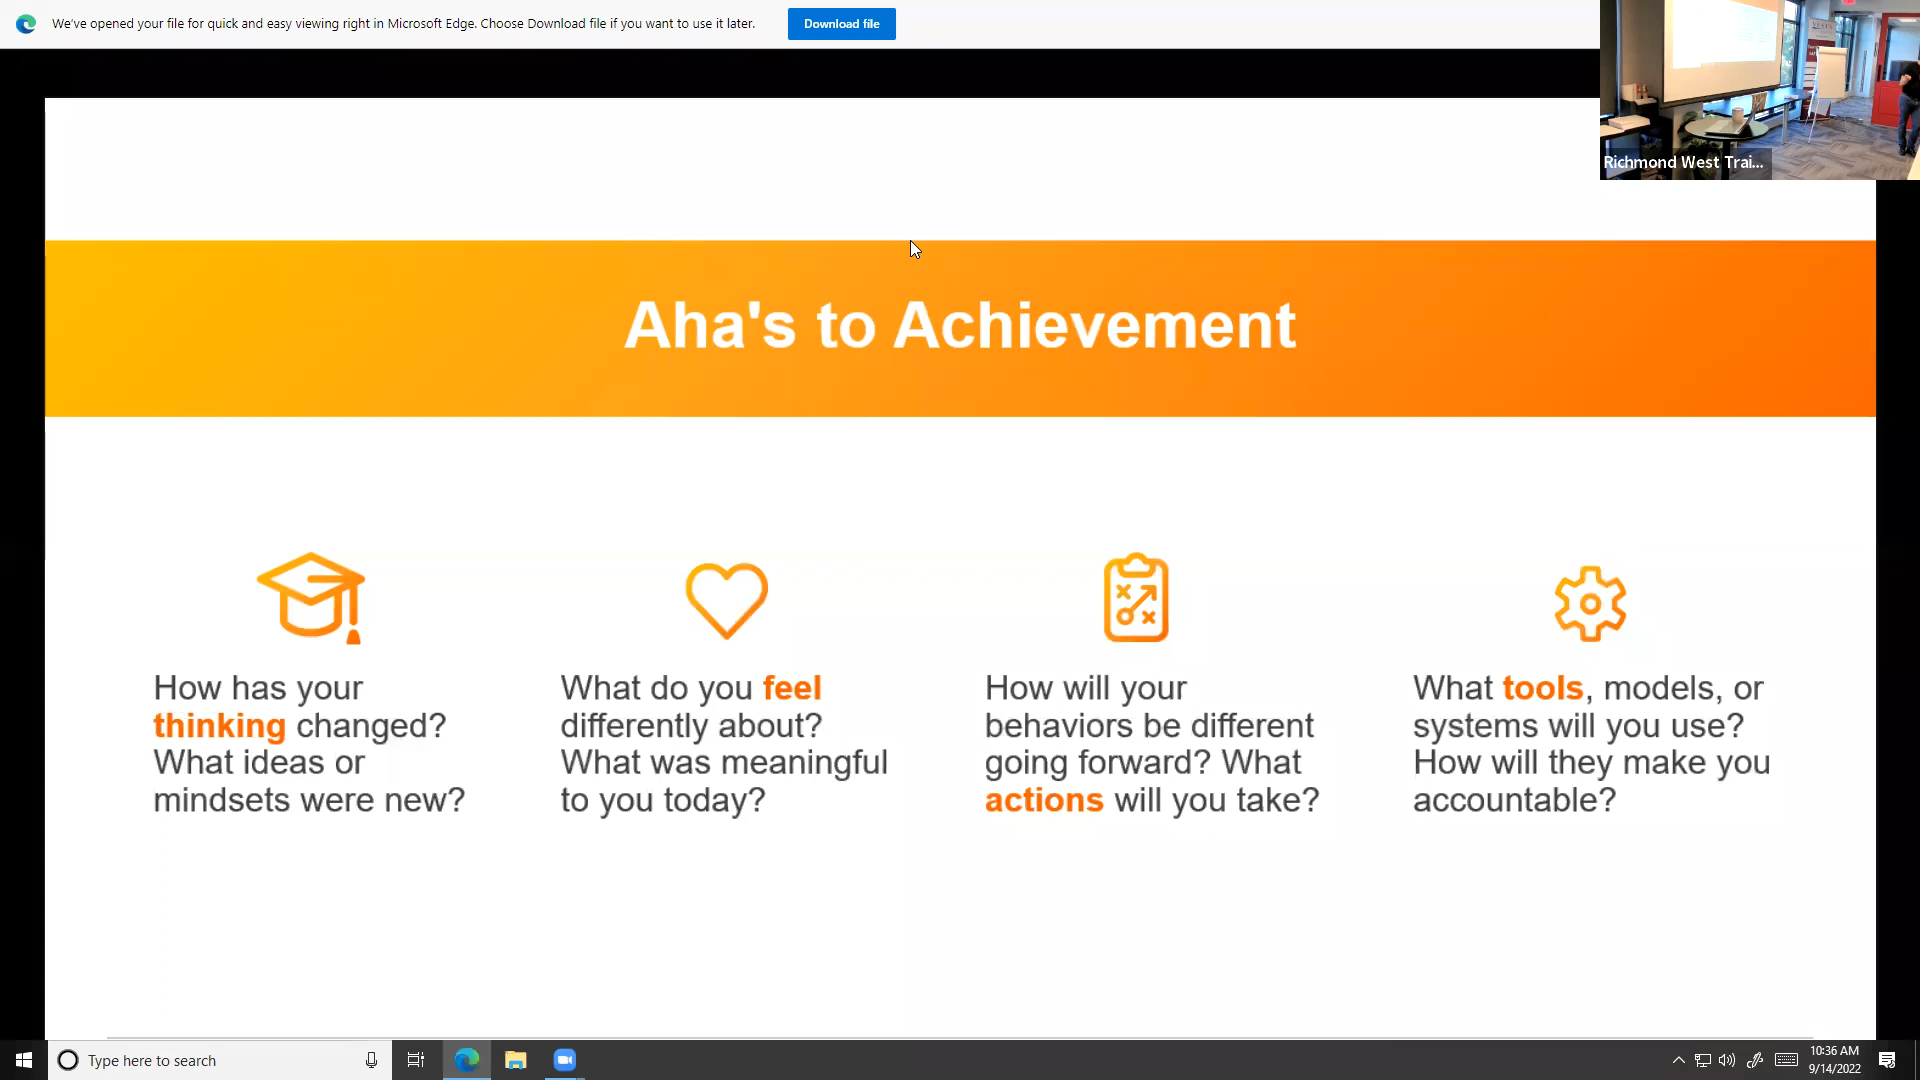 We've opened your file for quick and easy viewing right in Microsoft Edge. Choose Download file if you want to use it later.
Download file
Richmond West Trai...
Aha's to Achievement
How has your
thinking changed?
What ideas or
mindsets were new?
What do you feel
differently about?
What was meaningful
to you today?
How will your
behaviors be different
going forward? What
actions will you take?
What tools, models, or
systems will you use?
How will they make you
accountable?
Type here to search
10:36 AM
9/14/2022